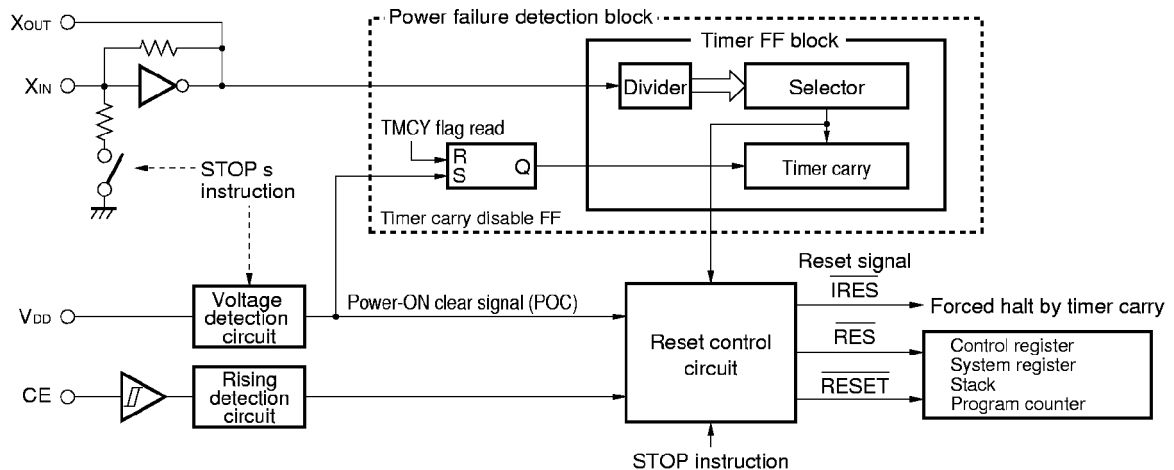 Power failure detection block
XOUT
Timer FF block
XIN
Divider
Selector
TMCY flag read
R
S
Q
Timer carry
STOP s
instruction
Timer carry disable FF
Reset signal
IRES
Forced halt by timer carry
VDD
Voltage
detection
circuit
Power-ON clear signal (POC)
Reset control
circuit
RES
Control register
System register
Stack
Program counter
RESET
CE
Rising
detection
circuit
STOP instruction